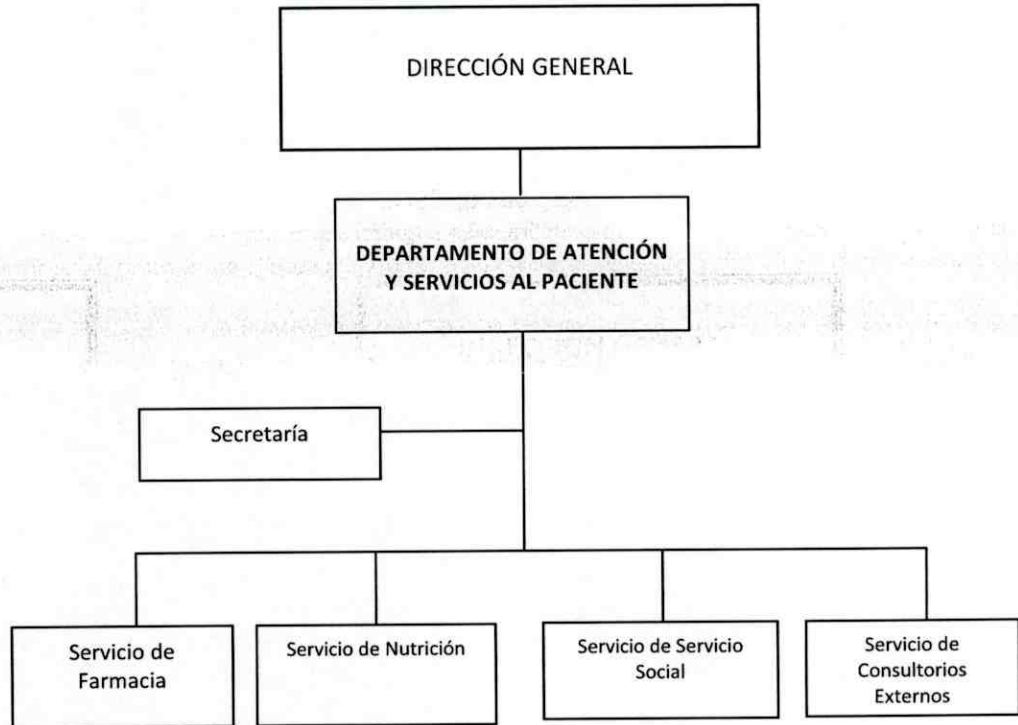 DIRECCIÓN GENERAL
DEPARTAMENTO DE ATENCIÓN
Y SERVICIOS AL PACIENTE
Secretaría
Servicio de
Farmacia
Servicio de Nutrición
Servicio de Servicio
Social
Servicio de
Consultorios
Externos